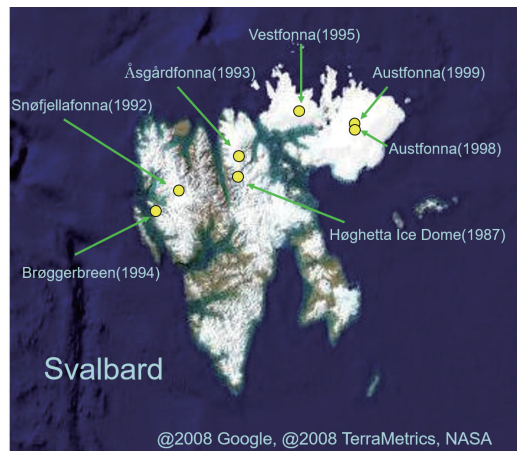 Vestfonna(1995)
Åsgårdfonna(1993)
Austfonna(1999)
Snøfjellafonna(1992)
Austfonna(1998)
Høghetta Ice Dome(1987)
Brøggerbreen(1994)
Svalbard
@2008 Google, @2008 TerraMetrics, NASA